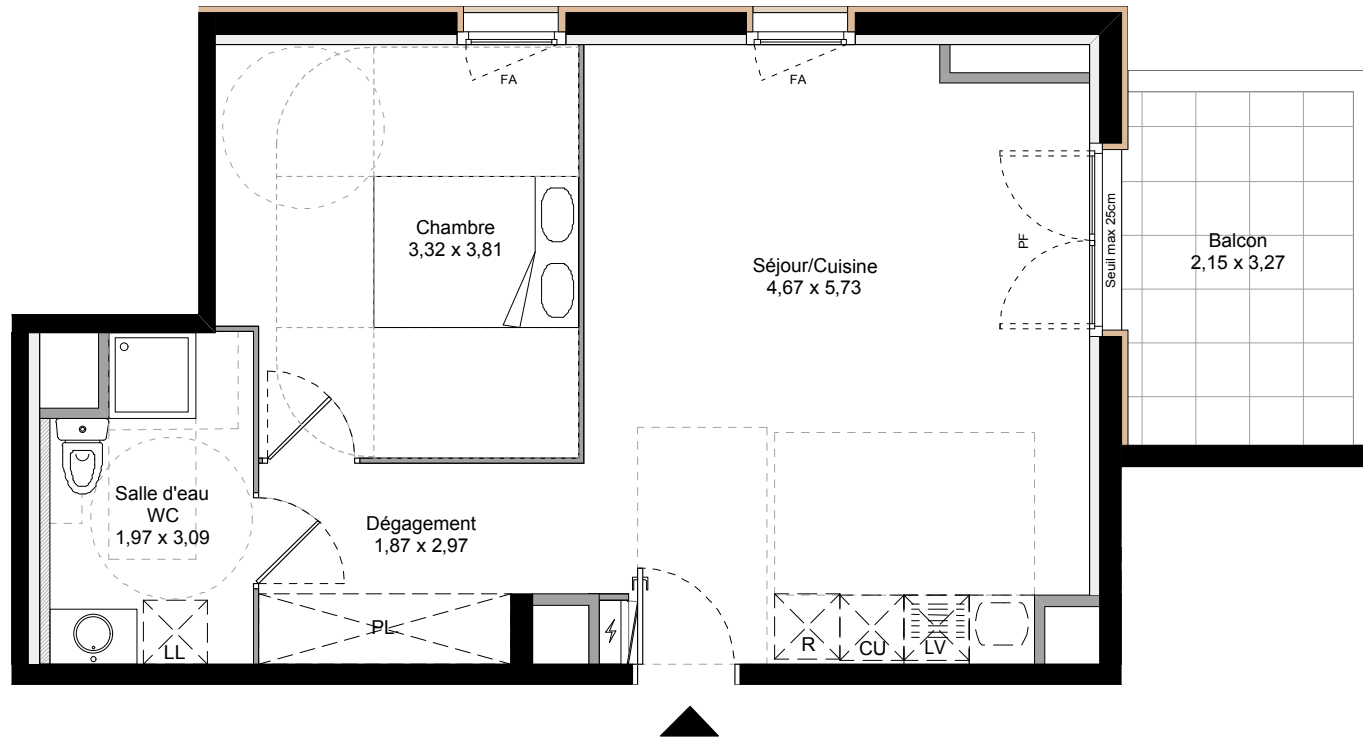 FA
FA
Chambre
3,32 x 3,81
Séjour/Cuisine
4,67 x 5,73
PF
Seuil max 25cm
Balcon
2,15 x 3,27
Salle d'eau
WC
1,97 x 3,09
Dégagement
1,87 x 2,97
PL
LL
R
CU
LV